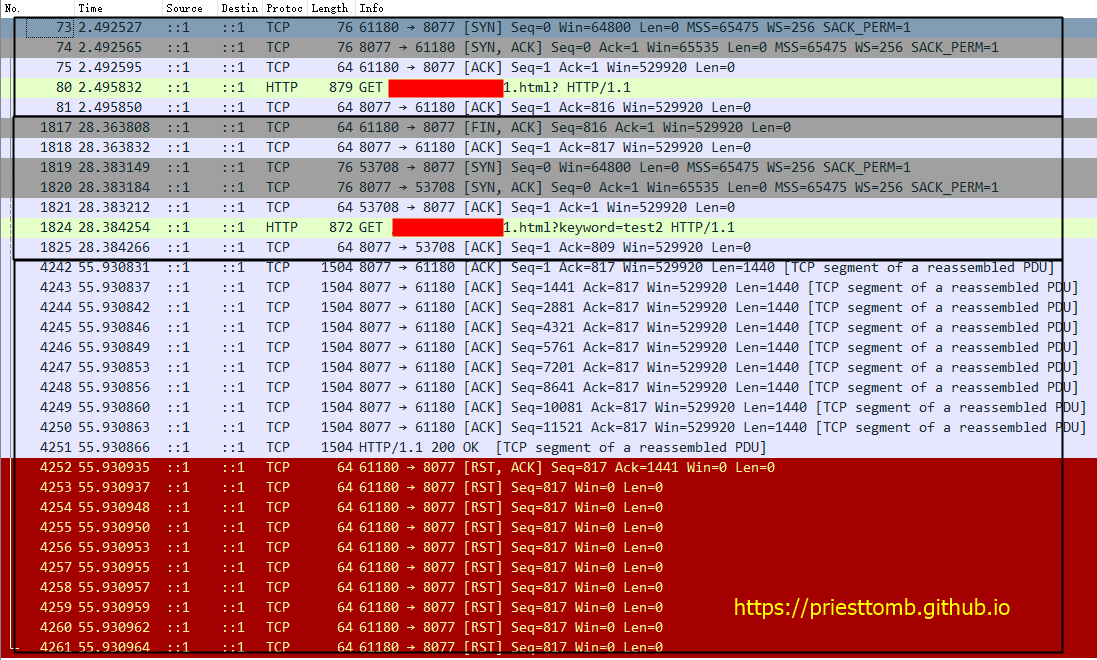 No. Time Source Destin Protoc Length Info
73 2.492527 ::1 ::1 TCP 76 61180 → 8077 [SYN] Seq=0 Win=64800 Len=0 MSS=65475 WS=256 SACK_PERM=1
74 2.492565 ::1 ::1 TCP 76 8077 → 61180 [SYN, ACK] Seq=0 Ack=1 Win=65535 Len=0 MSS=65475 WS=256 SACK_PERM=1
75 2.492595 ::1 ::1 TCP 64 61180 → 8077 [ACK] Seq=1 Ack=1 Win=529920 Len=0
80 2.495832 ::1 ::1 HTTP 879 GET 1.html? HTTP/1.1
81 2.495850 ::1 ::1 TCP 64 8077 → 61180 [ACK] Seq=1 Ack=816 Win=529920 Len=0
1817 28.363808 ::1 ::1 TCP 64 61180 → 8077 [FIN, ACK] Seq=816 Ack=1 Win=529920 Len=0
1818 28.363832 ::1 ::1 TCP 64 8077 → 61180 [ACK] Seq=1 Ack=817 Win=529920 Len=0
1819 28.383149 ::1 ::1 TCP 76 53708 → 8077 [SYN] Seq=0 Win=64800 Len=0 MSS=65475 WS=256 SACK_PERM=1
1820 28.383184 ::1 ::1 TCP 76 8077 → 53708 [SYN, ACK] Seq=0 Ack=1 Win=65535 Len=0 MSS=65475 WS=256 SACK_PERM=1
1821 28.383212 ::1 ::1 TCP 64 53708 → 8077 [ACK] Seq=1 Ack=1 Win=529920 Len=0
1824 28.384254 ::1 ::1 HTTP 872 GET 1.html?keyword=test2 HTTP/1.1
1825 28.384266 ::1 ::1 TCP 64 8077 → 53708 [ACK] Seq=1 Ack=809 Win=529920 Len=0
4242 55.930831 ::1 ::1 TCP 1504 8077 → 61180 [ACK] Seq=1 Ack=817 Win=529920 Len=1440 [TCP segment of a reassembled PDU]
4243 55.930837 ::1 ::1 TCP 1504 8077 → 61180 [ACK] Seq=1441 Ack=817 Win=529920 Len=1440 [TCP segment of a reassembled PDU]
4244 55.930842 ::1 ::1 TCP 1504 8077 → 61180 [ACK] Seq=2881 Ack=817 Win=529920 Len=1440 [TCP segment of a reassembled PDU]
4245 55.930846 ::1 ::1 TCP 1504 8077 → 61180 [ACK] Seq=4321 Ack=817 Win=529920 Len=1440 [TCP segment of a reassembled PDU]
4246 55.930849 ::1 ::1 TCP 1504 8077 → 61180 [ACK] Seq=5761 Ack=817 Win=529920 Len=1440 [TCP segment of a reassembled PDU]
4247 55.930853 ::1 ::1 TCP 1504 8077 → 61180 [ACK] Seq=7201 Ack=817 Win=529920 Len=1440 [TCP segment of a reassembled PDU]
4248 55.930856 ::1 ::1 TCP 1504 8077 → 61180 [ACK] Seq=8641 Ack=817 Win=529920 Len=1440 [TCP segment of a reassembled PDU]
4249 55.930860 ::1 ::1 TCP 1504 8077 → 61180 [ACK] Seq=10081 Ack=817 Win=529920 Len=1440 [TCP segment of a reassembled PDU]
4250 55.930863 ::1 ::1 TCP 1504 8077 → 61180 [ACK] Seq=11521 Ack=817 Win=529920 Len=1440 [TCP segment of a reassembled PDU]
4251 55.930866 ::1 ::1 TCP 1504 HTTP/1.1 200 OK [TCP segment of a reassembled PDU]
4252 55.930935 ::1 ::1 TCP 64 61180 → 8077 [RST, ACK] Seq=817 Ack=1441 Win=0 Len=0
4253 55.930937 ::1 ::1 TCP 64 61180 → 8077 [RST] Seq=817 Win=0 Len=0
4254 55.930948 ::1 ::1 TCP 64 61180 → 8077 [RST] Seq=817 Win=0 Len=0
4255 55.930950 ::1 ::1 TCP 64 61180 → 8077 [RST] Seq=817 Win=0 Len=0
4256 55.930953 ::1 ::1 TCP 64 61180 → 8077 [RST] Seq=817 Win=0 Len=0
4257 55.930955 ::1 ::1 TCP 64 61180 → 8077 [RST] Seq=817 Win=0 Len=0
4258 55.930957 ::1 ::1 TCP 64 61180 → 8077 [RST] Seq=817 Win=0 Len=0
4259 55.930959 ::1 ::1 TCP 64 61180 → 8077 [RST] Seq=817 Win=0 Len=0
4260 55.930962 ::1 ::1 TCP 64 61180 → 8077 [RST] Seq=817 Win=0 Len=0
4261 55.930964 ::1 ::1 TCP 64 61180 → 8077 [RST] Seq=817 Win=0 Len=0
https://priesttomb.github.io